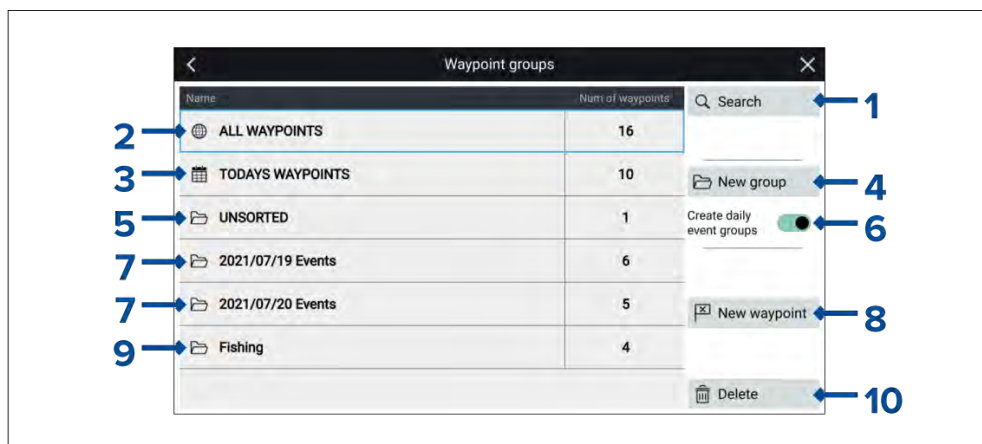 Waypoint groups
Name Num of waypoints
Search
1
2
ALL WAYPOINTS 16
3
TODAYS WAYPOINTS 10
New group
4
5
UNSORTED 1
Create daily
event groups
6
7
2021/07/19 Events 6
7
2021/07/20 Events 5
New waypoint
8
9
Fishing 4
Delete
10